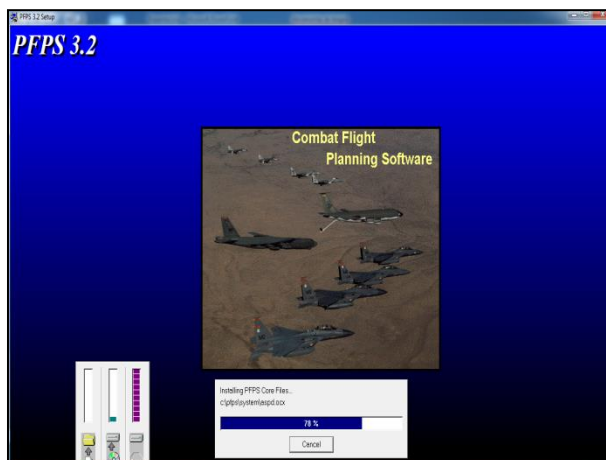 PFPS 3.2 Setup
PFPS 3.2
Combat Flight
Planning Software
Installing PFPS Core Files...
c:\pfps\system\aspd.ocx
78 %
Cancel